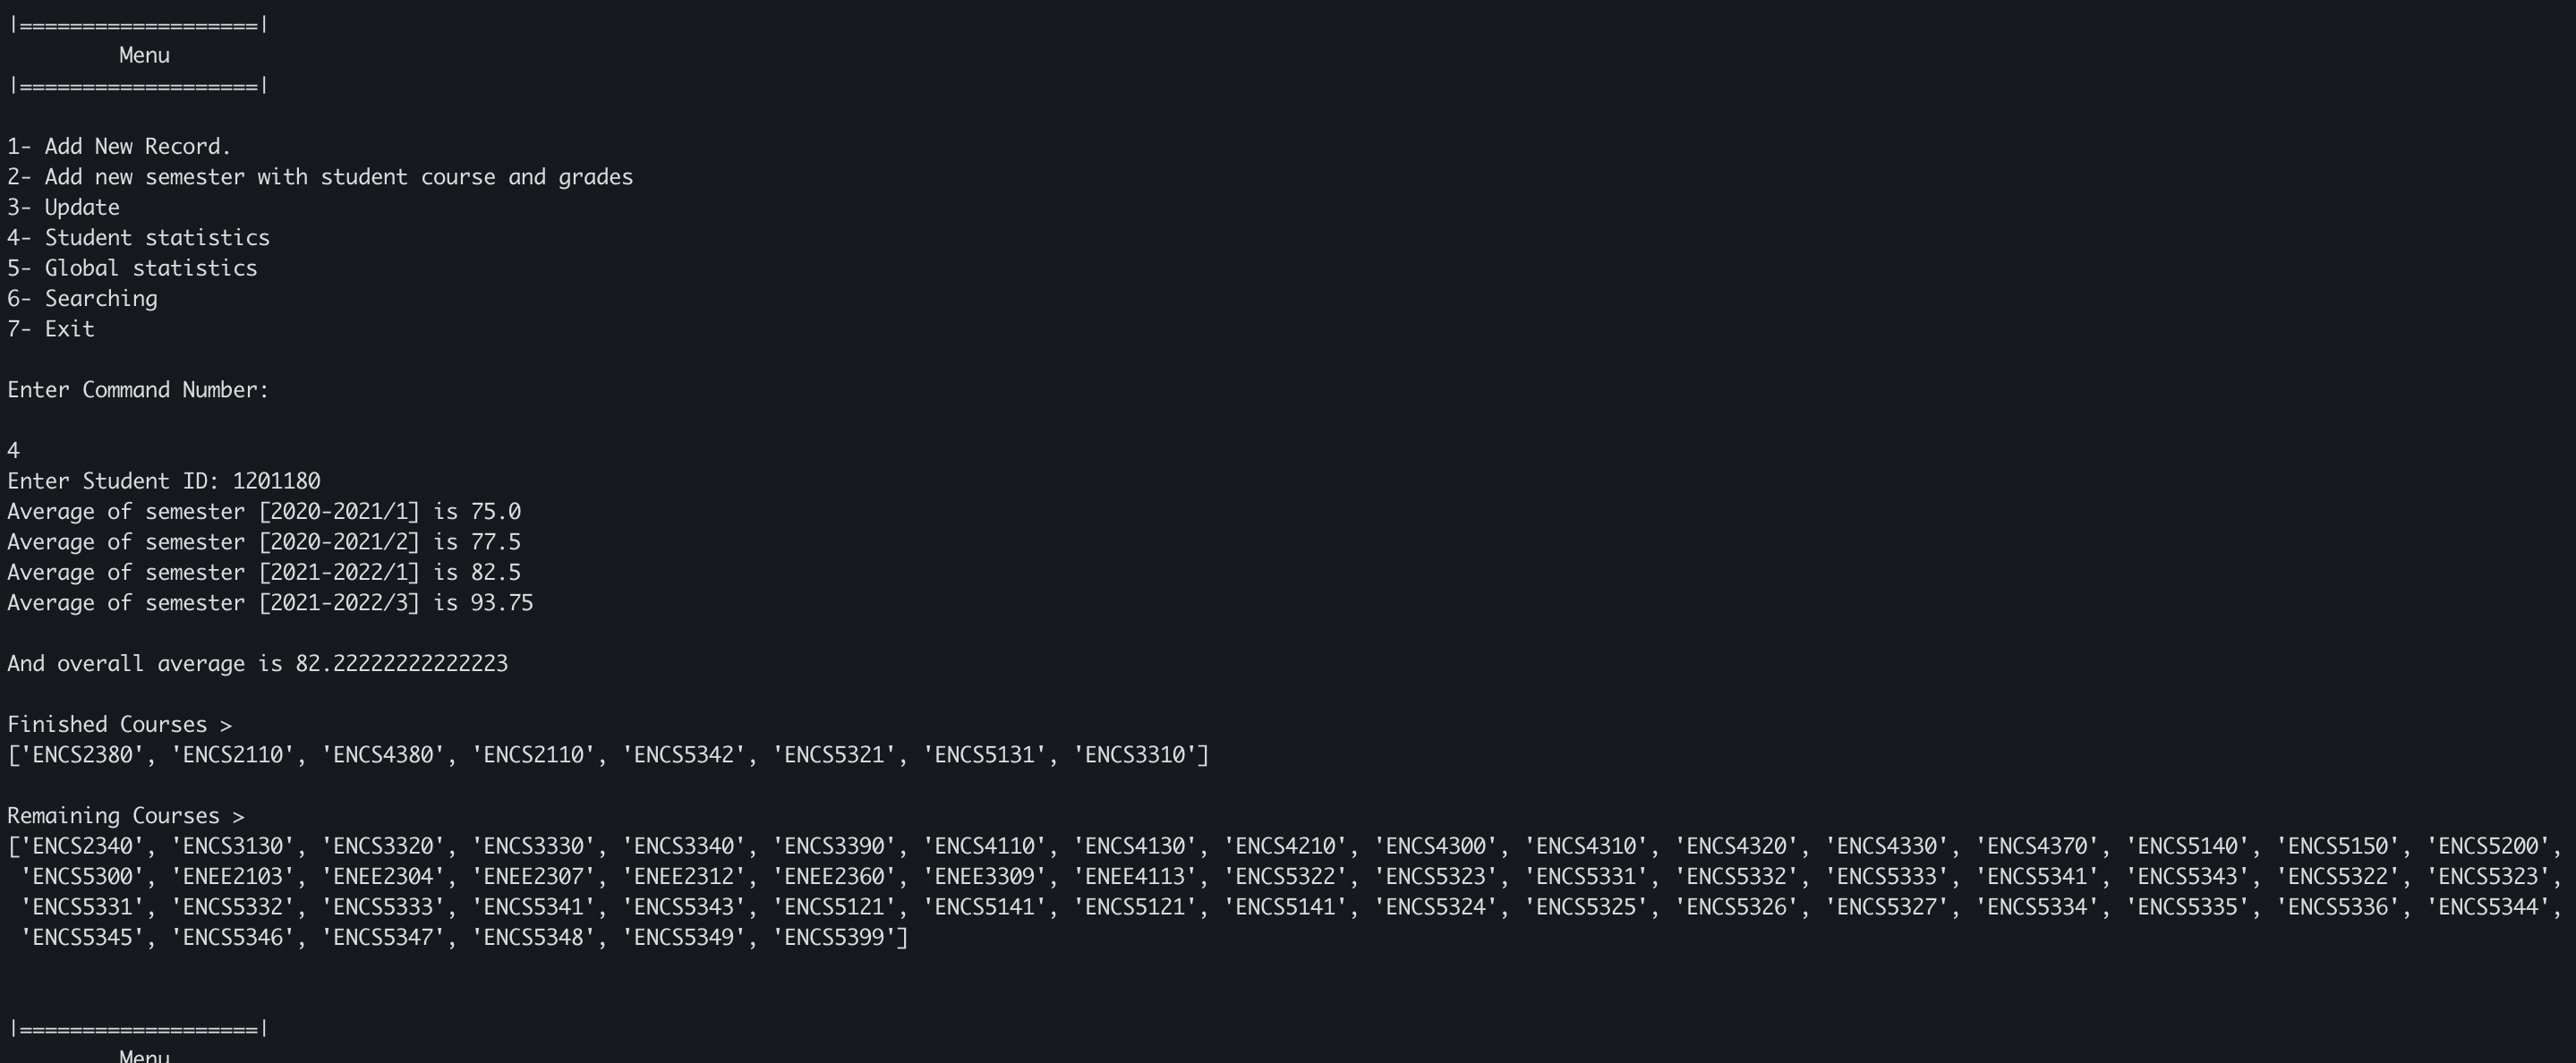 |===================|
Menu
|===================|
1- Add New Record.
2- Add new semester with student course and grades
3- Update
4- Student statistics
5- Global statistics
6- Searching
7- Exit
Enter Command Number:
4
Enter Student ID: 1201180
Average of semester [2020-2021/1] is 75.0
Average of semester [2020-2021/2] is 77.5
Average of semester [2021-2022/1] is 82.5
Average of semester [2021-2022/3] is 93.75
And overall average is 82.22222222222223
Finished Courses >
['ENCS2380', 'ENCS2110', 'ENCS4380', 'ENCS2110', 'ENCS5342', 'ENCS5321', 'ENCS5131', 'ENCS3310']
Remaining Courses >
['ENCS2340', 'ENCS3130', 'ENCS3320', 'ENCS3330', 'ENCS3340', 'ENCS3390', 'ENCS4110', 'ENCS4130', 'ENCS4210', 'ENCS4300', 'ENCS4310', 'ENCS4320', 'ENCS4330', 'ENCS4370', 'ENCS5140', 'ENCS5150', 'ENCS5200',
'ENCS5300', 'ENEE2103', 'ENEE2304', 'ENEE2307', 'ENEE2312', 'ENEE2360', 'ENEE3309', 'ENEE4113', 'ENCS5322', 'ENCS5323', 'ENCS5331', 'ENCS5332', 'ENCS5333', 'ENCS5341', 'ENCS5343', 'ENCS5322', 'ENCS5323',
'ENCS5331', 'ENCS5332', 'ENCS5333', 'ENCS5341', 'ENCS5343', 'ENCS5121', 'ENCS5141', 'ENCS5121', 'ENCS5141', 'ENCS5324', 'ENCS5325', 'ENCS5326', 'ENCS5327', 'ENCS5334', 'ENCS5335', 'ENCS5336', 'ENCS5344',
'ENCS5345', 'ENCS5346', 'ENCS5347', 'ENCS5348', 'ENCS5349', 'ENCS5399']
|===================|
Menu